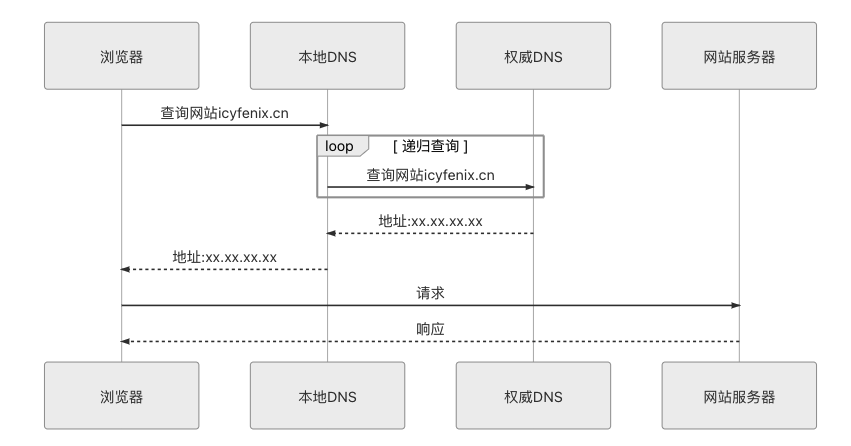 浏览器
本地DNS
权威DNS
网站服务器
查询网站icyfenix.cn
loop
[ 递归查询 ]
查询网站icyfenix.cn
地址:xx.xx.xx.xx
地址:xx.xx.xx.xx
请求
响应
浏览器
本地DNS
权威DNS
网站服务器